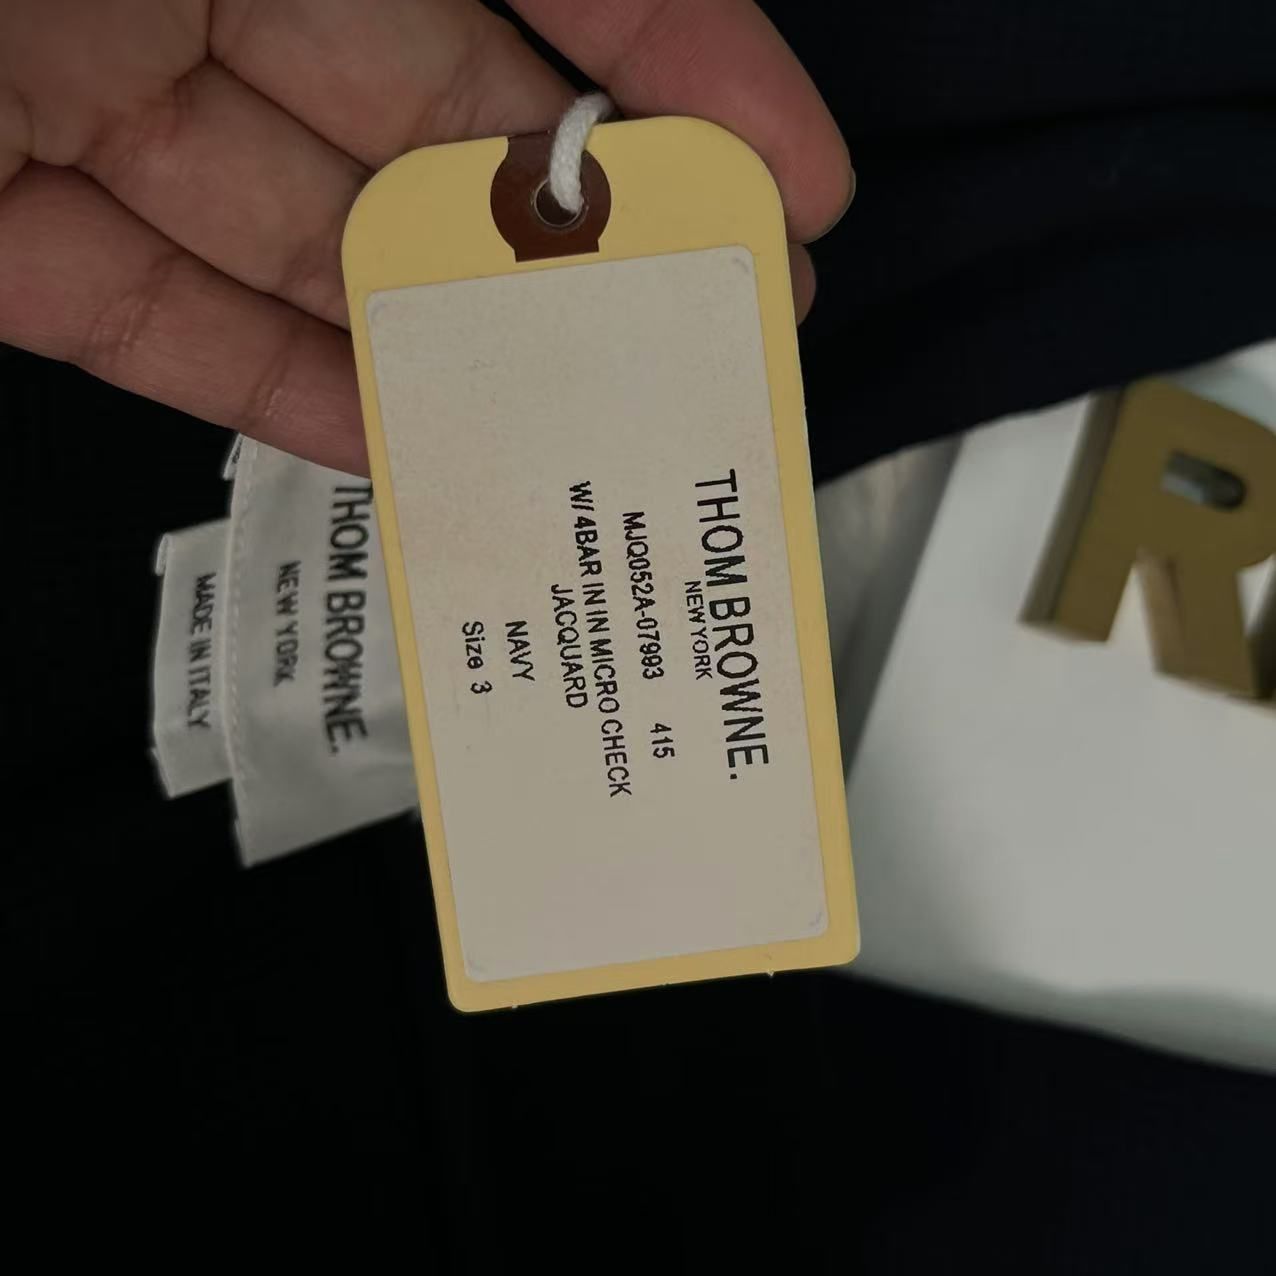 THOM BROWNE.
NEW YORK
MJQ052A-07993 415
W/ 4BAR IN IN MICRO CHECK
JACQUARD
NAVY
Size 3
THOM BROWNE.
NEW YORK
MADE IN ITALY
R